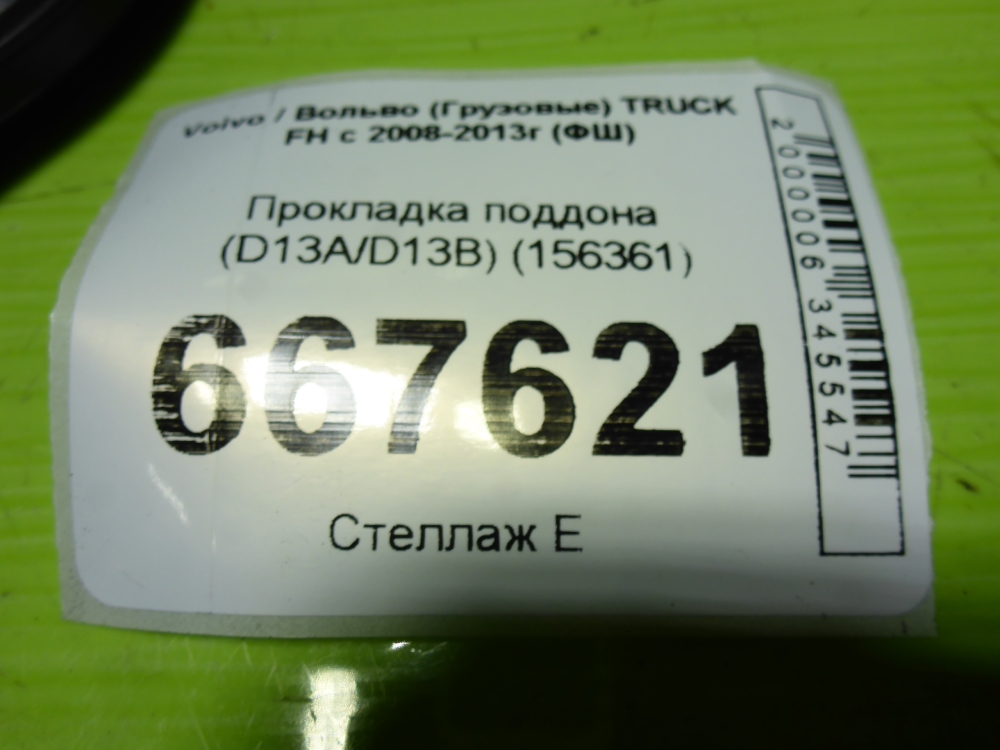 Volvo / Вольво (Грузовые) TRUCK
FH с 2008-2013г (ФШ)
Прокладка поддона
(D13A/D13B) (156361)
667621
Стеллаж Е
2000006345547